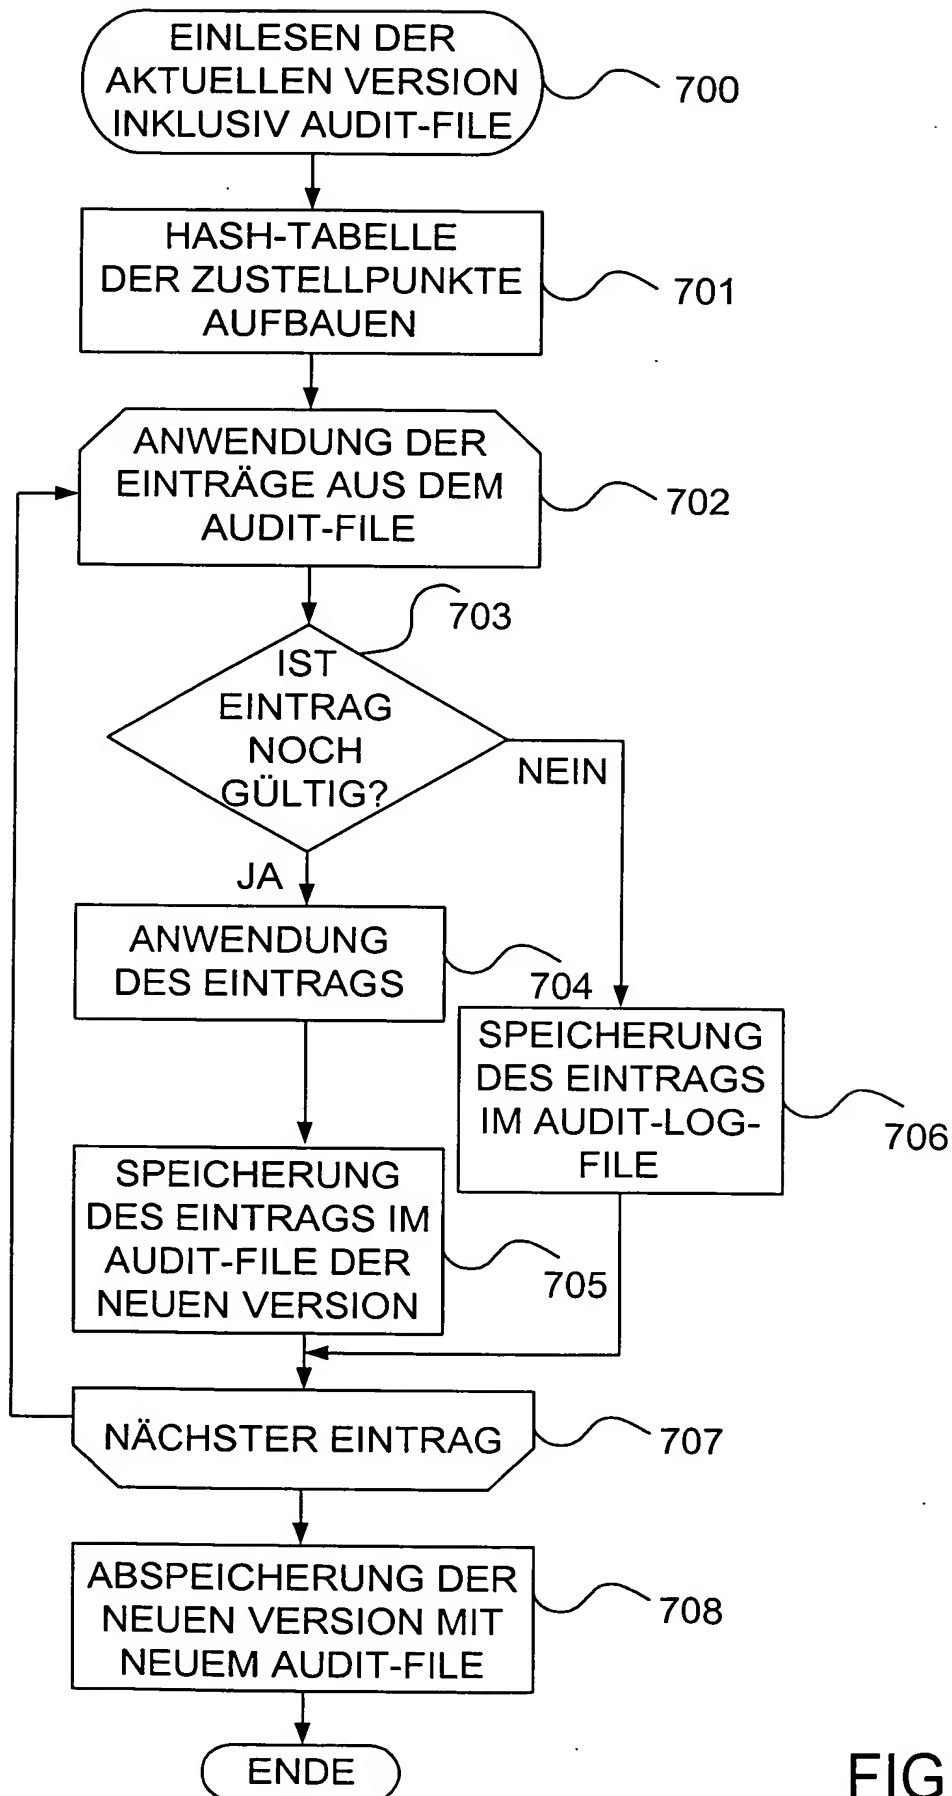 EINLESEN DER
AKTUELLEN VERSION
INKLUSIV AUDIT-FILE
700
HASH-TABELLE
DER ZUSTELLPUNKTE
AUFBAUEN
701
ANWENDUNG DER
EINTRÄGE AUS DEM
AUDIT-FILE
702
703
IST
EINTRAG
NOCH
GÜLTIG?
NEIN
JA
ANWENDUNG
DES EINTRAGS
704
SPEICHERUNG
DES EINTRAGS
IM AUDIT-LOG-
FILE
706
SPEICHERUNG
DES EINTRAGS IM
AUDIT-FILE DER
NEUEN VERSION
705
NÄCHSTER EINTRAG
707
ABSPEICHERUNG DER
NEUEN VERSION MIT
NEUEM AUDIT-FILE
708
ENDE
FIG